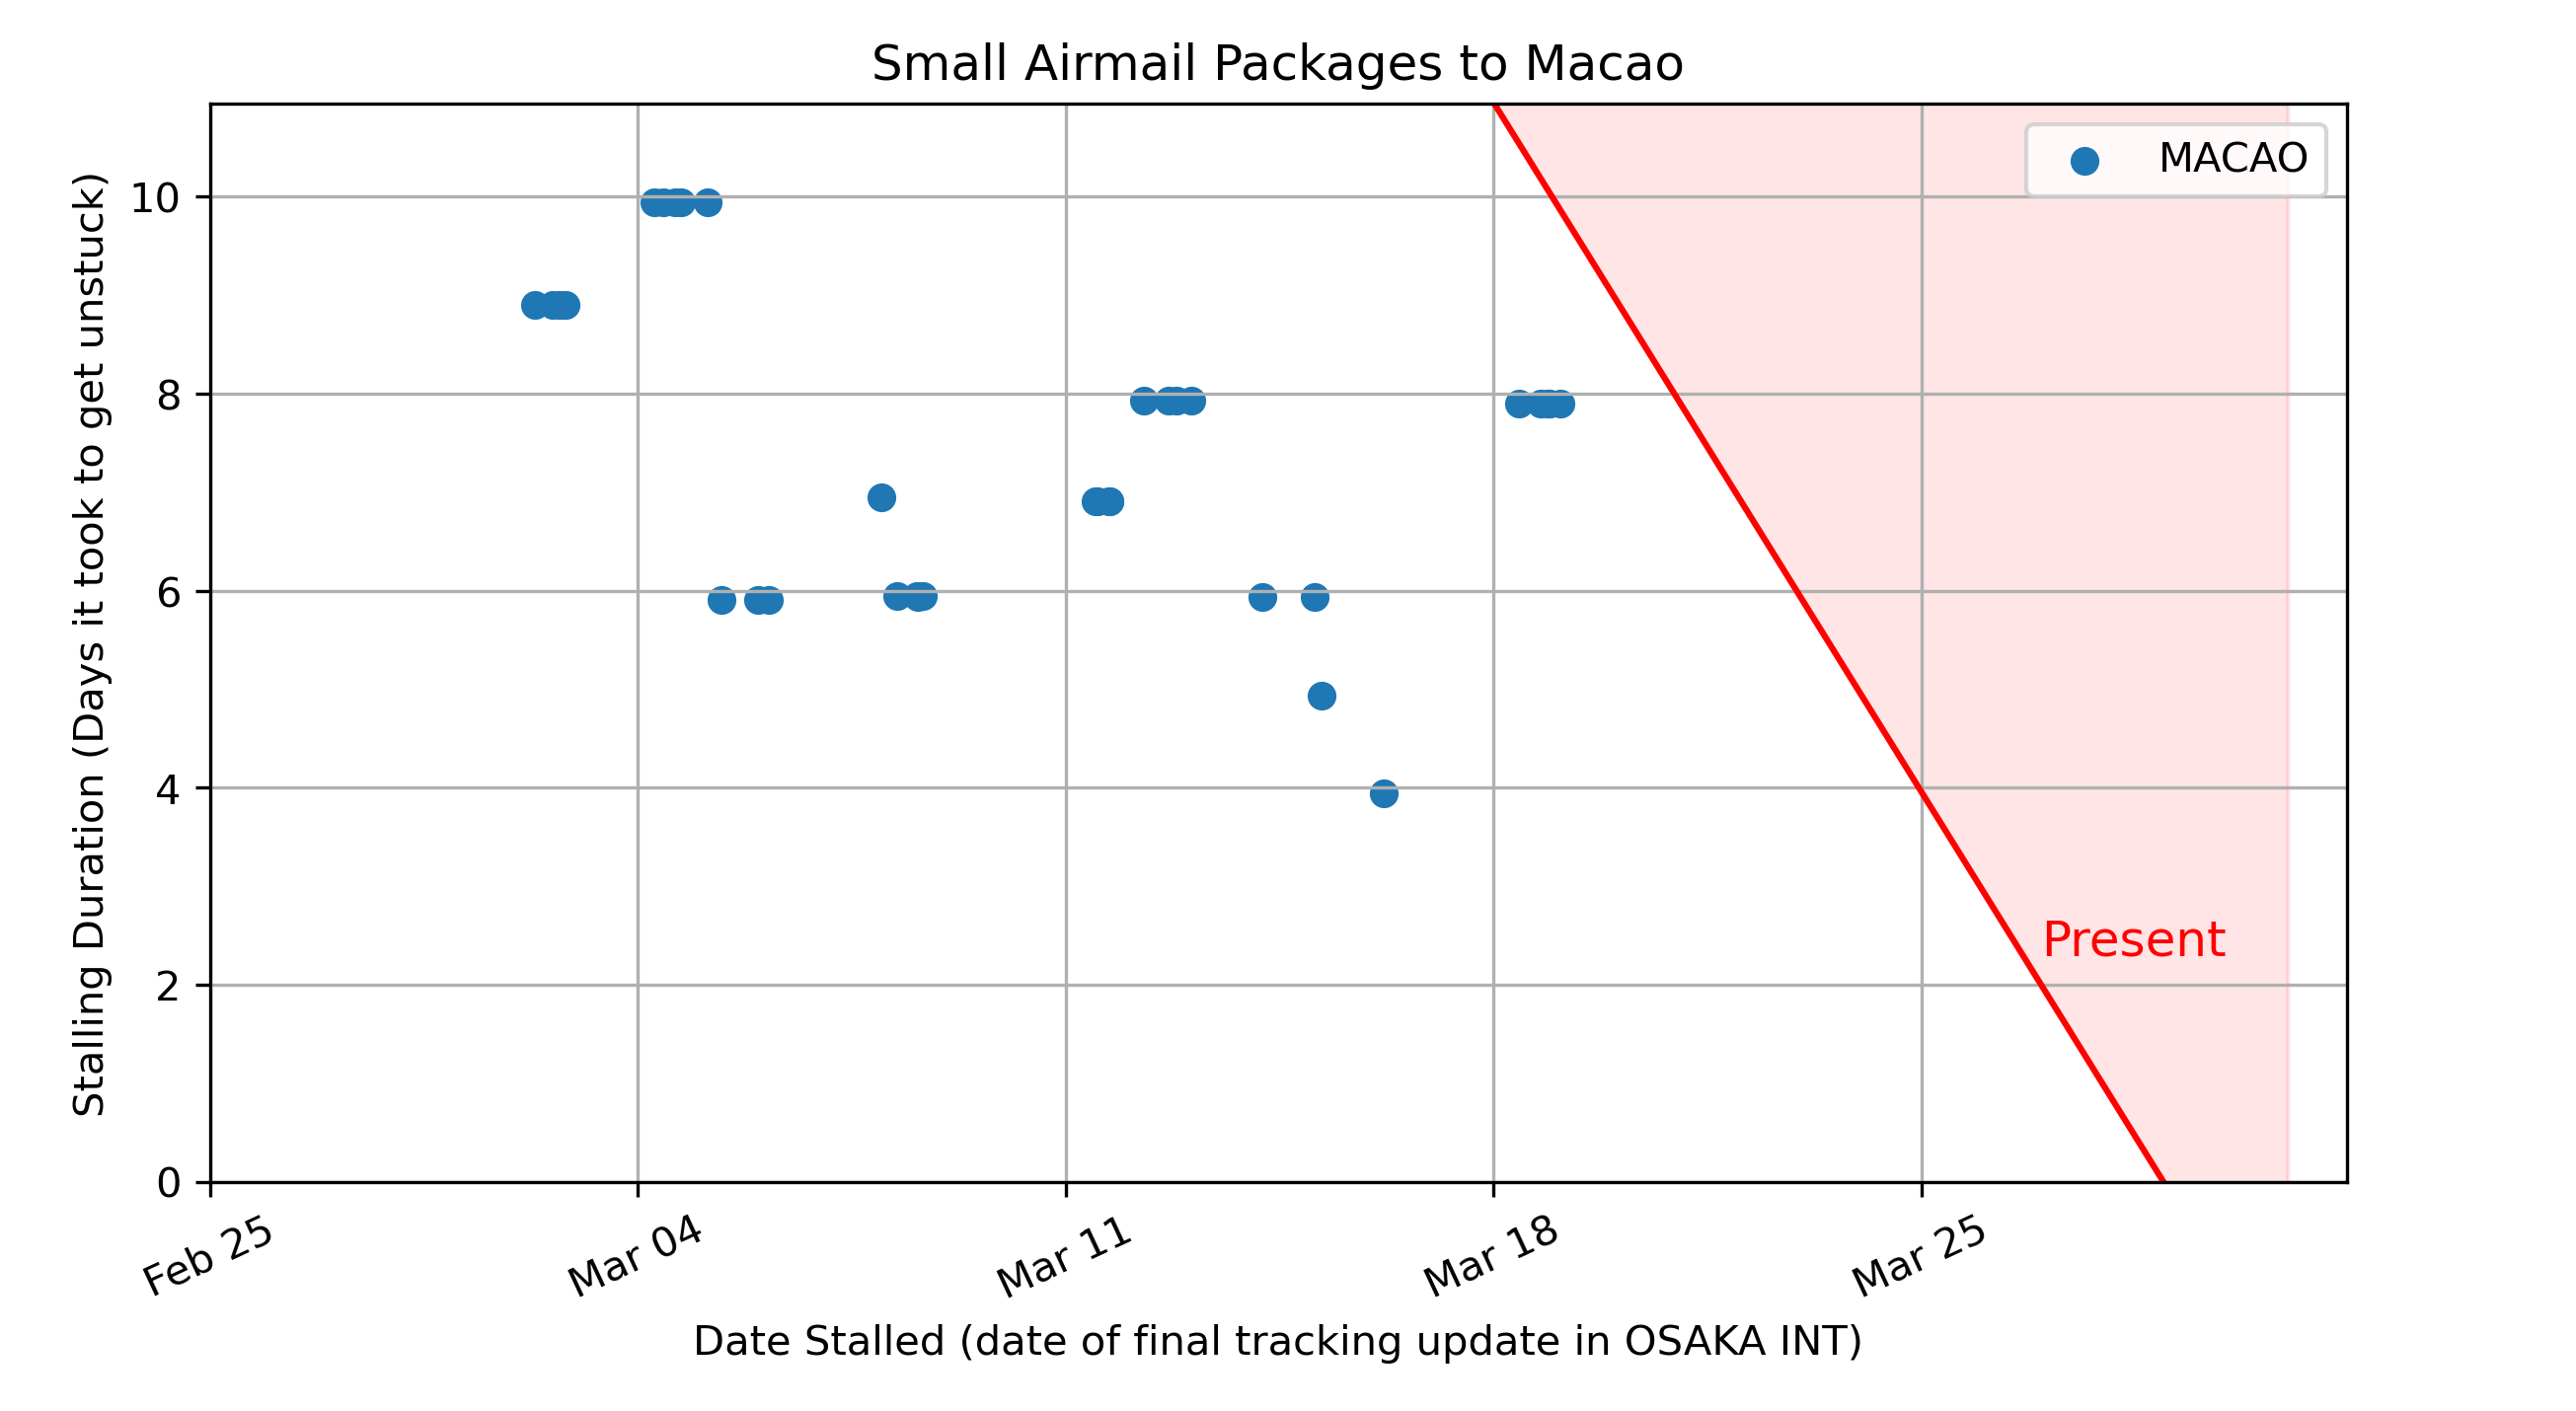 Small Airmail Packages to Macao
MACAO
Stalling Duration (Days it took to get unstuck)
10
8
6
4
2
0
Present
Feb 25
Mar 04
Mar 11
Mar 18
Mar 25
Date Stalled (date of final tracking update in OSAKA INT)